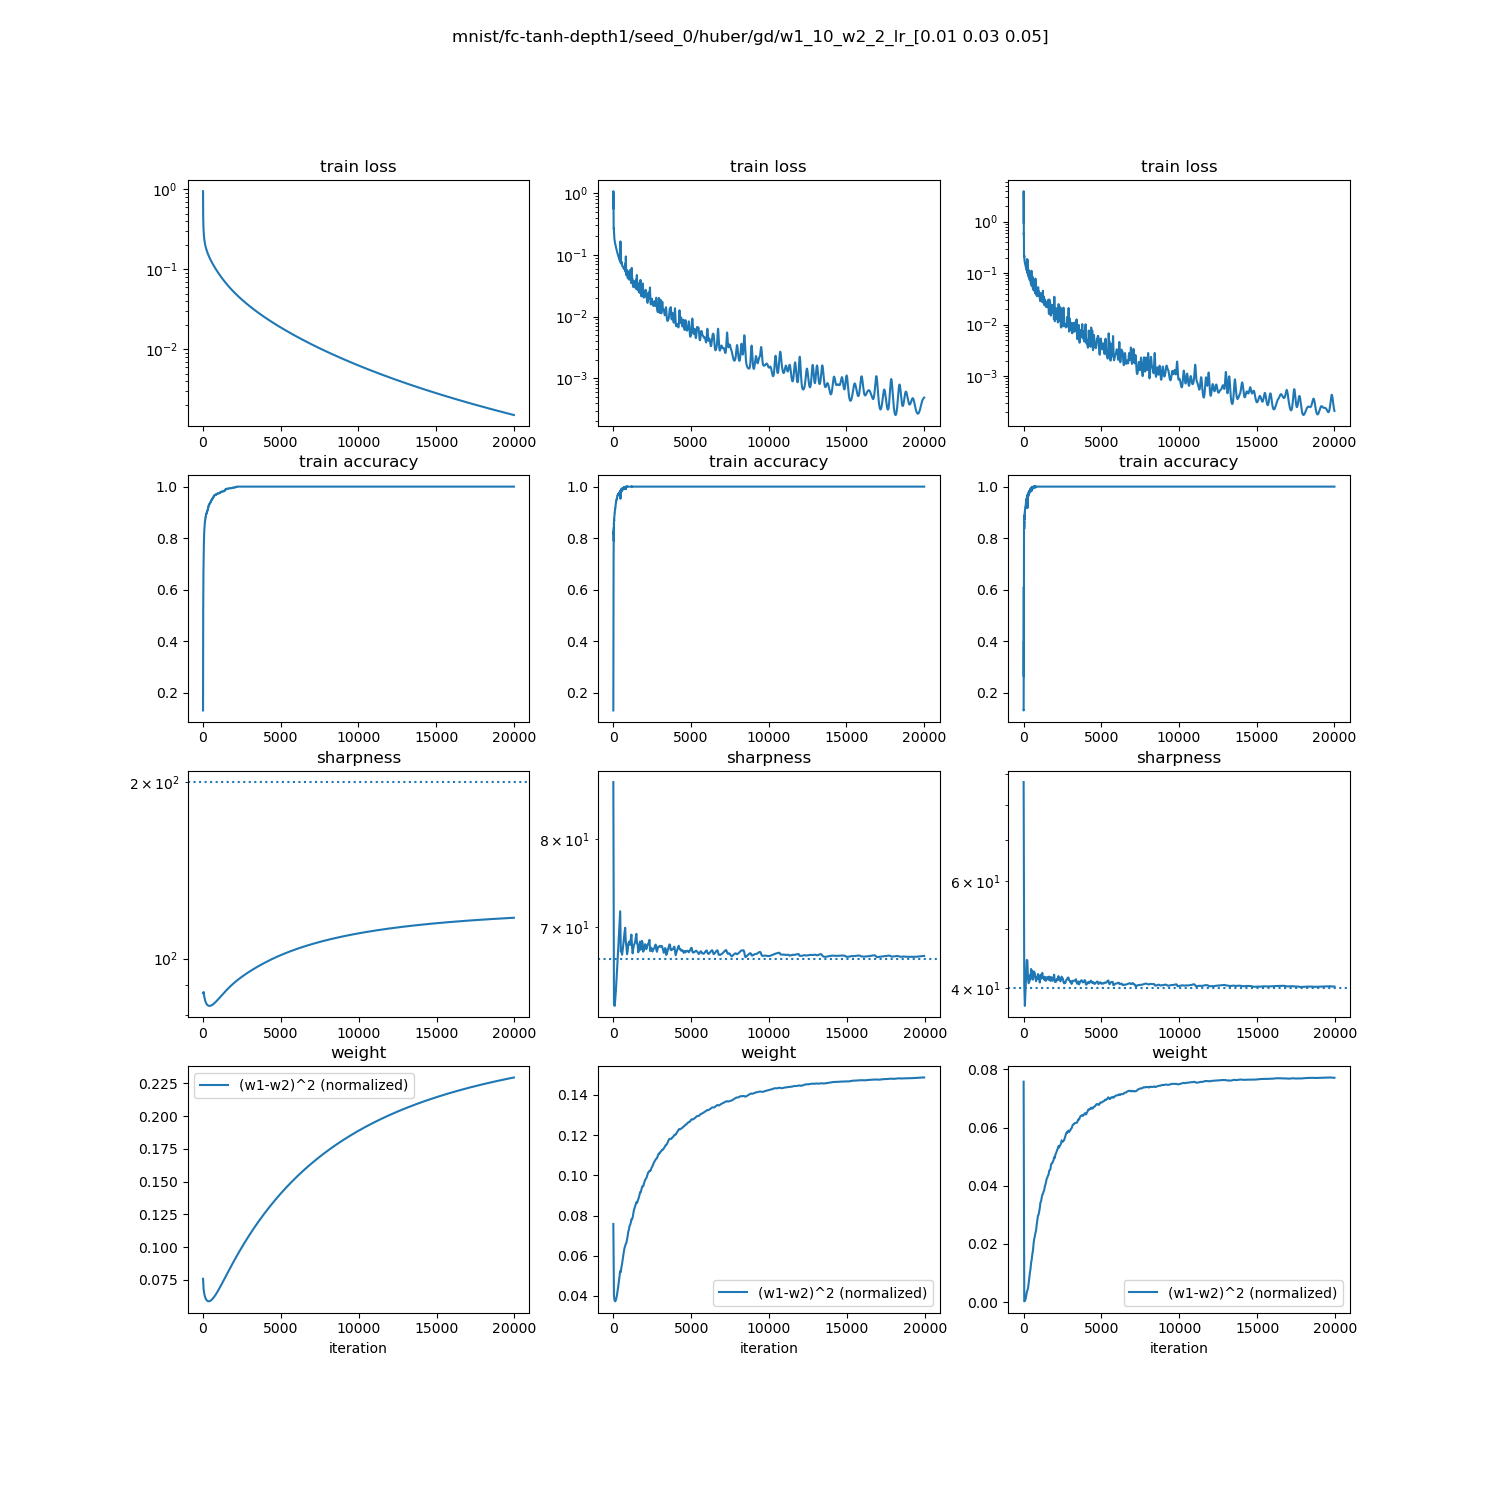 mnist/fc-tanh-depth1/seed_0/huber/gd/w1_10_w2_2_lr_[0.01 0.03 0.05]
train loss
10^0
10^-1
10^-2
0 5000 10000 15000 20000
train loss
10^0
10^-1
10^-2
10^-3
0 5000 10000 15000 20000
train loss
10^0
10^-1
10^-2
10^-3
0 5000 10000 15000 20000
train accuracy
1.0
0.8
0.6
0.4
0.2
0 5000 10000 15000 20000
train accuracy
1.0
0.8
0.6
0.4
0.2
0 5000 10000 15000 20000
train accuracy
1.0
0.8
0.6
0.4
0.2
0 5000 10000 15000 20000
sharpness
2 × 10^2
10^2
0 5000 10000 15000 20000
sharpness
8 × 10^1
7 × 10^1
0 5000 10000 15000 20000
sharpness
6 × 10^1
4 × 10^1
0 5000 10000 15000 20000
weight
(w1-w2)^2 (normalized)
0.225
0.200
0.175
0.150
0.125
0.100
0.075
0 5000 10000 15000 20000
iteration
weight
0.14
0.12
0.10
0.08
0.06
0.04
(w1-w2)^2 (normalized)
0 5000 10000 15000 20000
iteration
weight
0.08
0.06
0.04
0.02
0.00
(w1-w2)^2 (normalized)
0 5000 10000 15000 20000
iteration